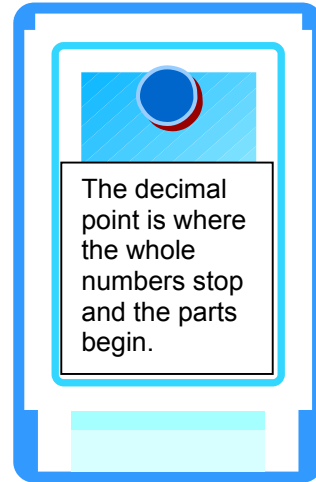 The decimal
point is where
the whole
numbers stop
and the parts
begin.